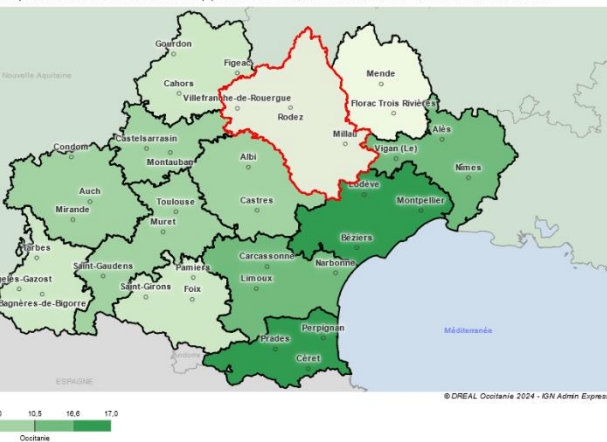 Gourdon
Figeac
Nouvelle Aquitaine
Mende
Cahors
Villefranche-de-Rouergue
Florac Trois Rivières
Rodez
Millau
Alès
Castelsarrasin
Vigan (Le)
Condom
Montauban
Albi
Nîmes
Lodève
Auch
Toulouse
Castres
Montpellier
Mirande
Muret
Béziers
Tarbes
Carcassonne
Saint-Gaudens
Pamiers
Narbonne
Limoux
Saint-Girons
Foix
Bagnères-de-Bigorre
Perpignan
Méditerranée
Prades
Andorre
Céret
ESPAGNE
© DREAL Occitanie 2024 - IGN Admin Express
10,5 16,6 17,0
Occitanie